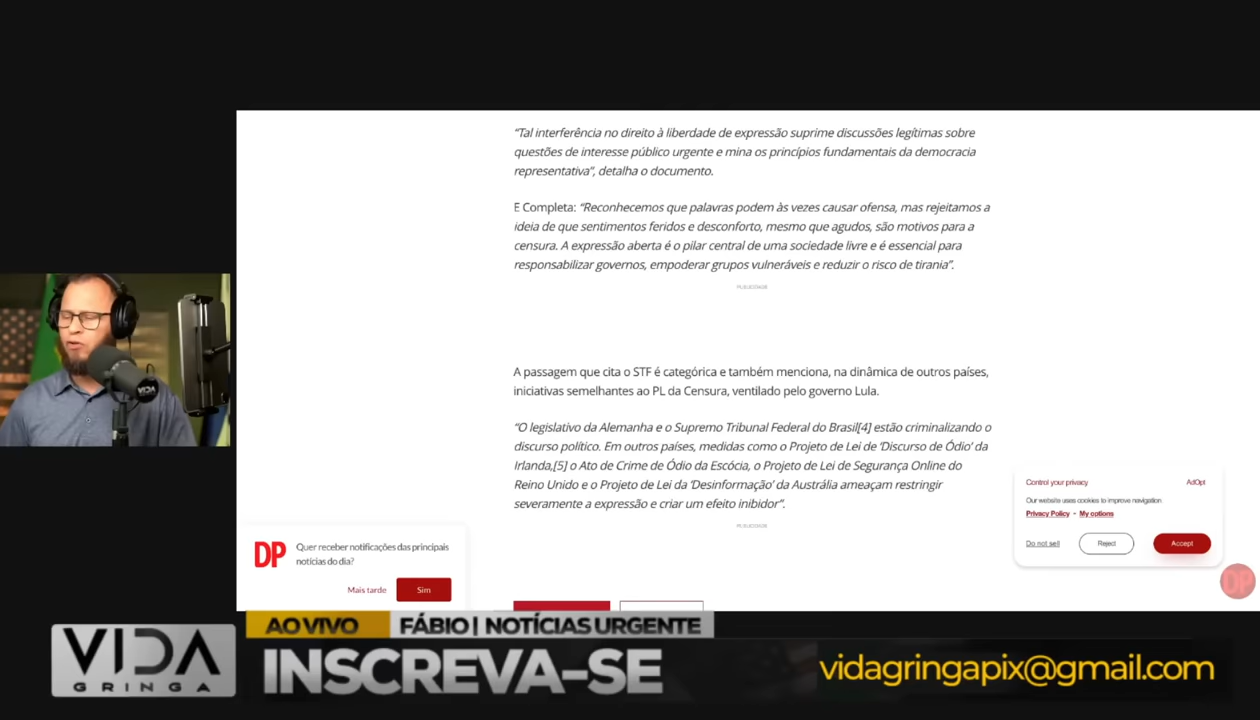 “Tal interferência no direito à liberdade de expressão suprime discussões legítimas sobre
questões de interesse público urgente e mina os princípios fundamentais da democracia
representativa”, detalha o documento.
E Completa: “Reconhecemos que palavras podem às vezes causar ofensa, mas rejeitamos a
ideia de que sentimentos feridos e desconforto, mesmo que agudos, são motivos para a
censura. A expressão aberta é o pilar central de uma sociedade livre e é essencial para
responsabilizar governos, empoderar grupos vulneráveis e reduzir o risco de tirania”.
PUBLICIDADE
A passagem que cita o STF é categórica e também menciona, na dinâmica de outros países,
iniciativas semelhantes ao PL da Censura, ventilado pelo governo Lula.
“O legislativo da Alemanha e o Supremo Tribunal Federal do Brasil[4] estão criminalizando o
discurso político. Em outros países, medidas como o Projeto de Lei de ‘Discurso de Ódio’ da
Irlanda,[5] o Ato de Crime de Ódio da Escócia, o Projeto de Lei de Segurança Online do
Reino Unido e o Projeto de Lei da ‘Desinformação’ da Austrália ameaçam restringir
severamente a expressão e criar um efeito inibidor”.
PUBLICIDADE
Control your privacy AdOpt
Our website uses cookies to improve navigation
Privacy Policy - My options
Do not sell Reject Accept
DP
DP
Quer receber notificações das principais
notícias do dia?
Mais tarde Sim
VIDA
AO VIVO FÁBIO | NOTÍCIAS URGENTE
VIDA
GRINGA
INSCREVA-SE
vidagringapix@gmail.com